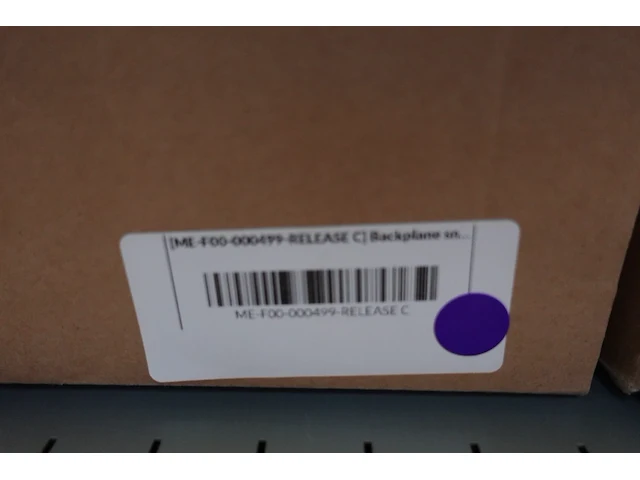 [ME-F00-000499-RELEASE C] Backplane sn...
ME-F00-000499-RELEASE C